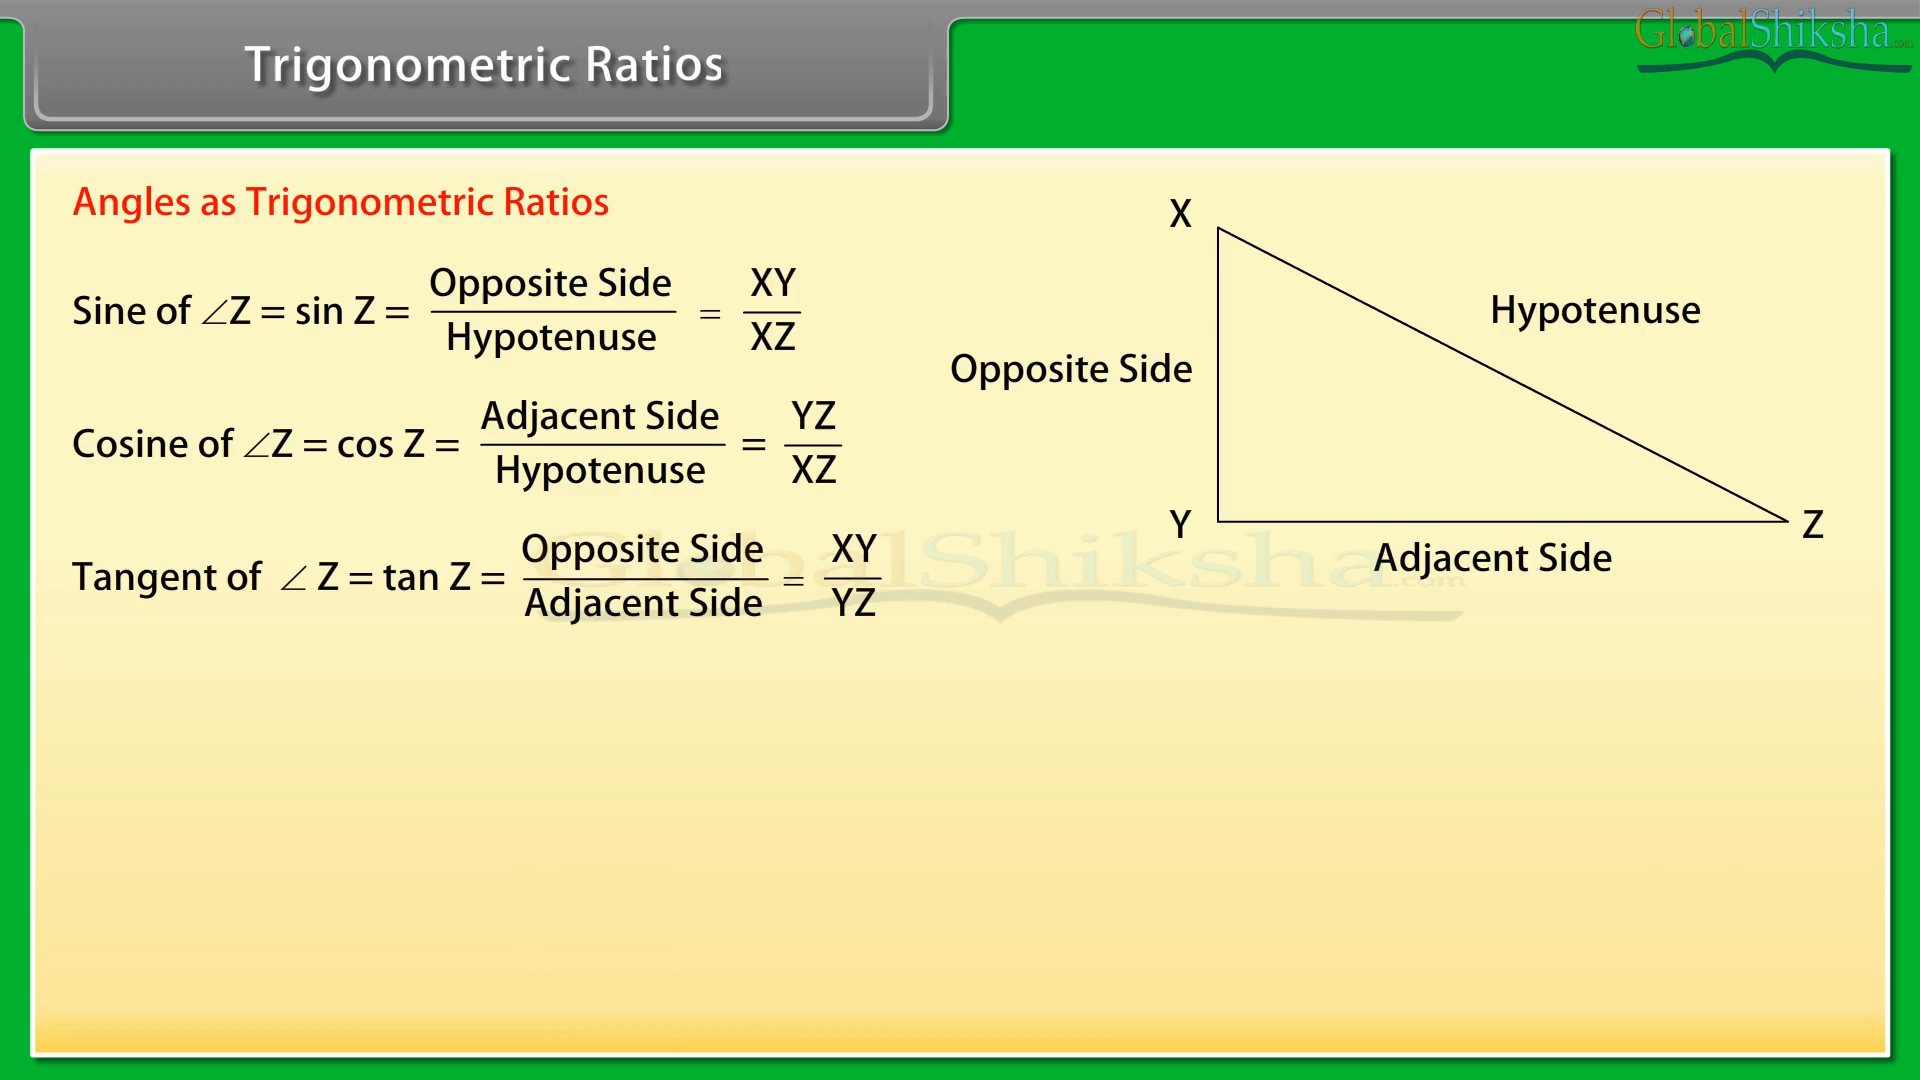 Trigonometric Ratios
GlobalShiksha.com
Angles as Trigonometric Ratios
Sine of ∠Z = sin Z = Opposite Side / Hypotenuse = XY / XZ
Cosine of ∠Z = cos Z = Adjacent Side / Hypotenuse = YZ / XZ
Tangent of ∠ Z = tan Z = Opposite Side / Adjacent Side = XY / YZ
X
Hypotenuse
Opposite Side
Y
Z
Adjacent Side
GlobalShiksha.com